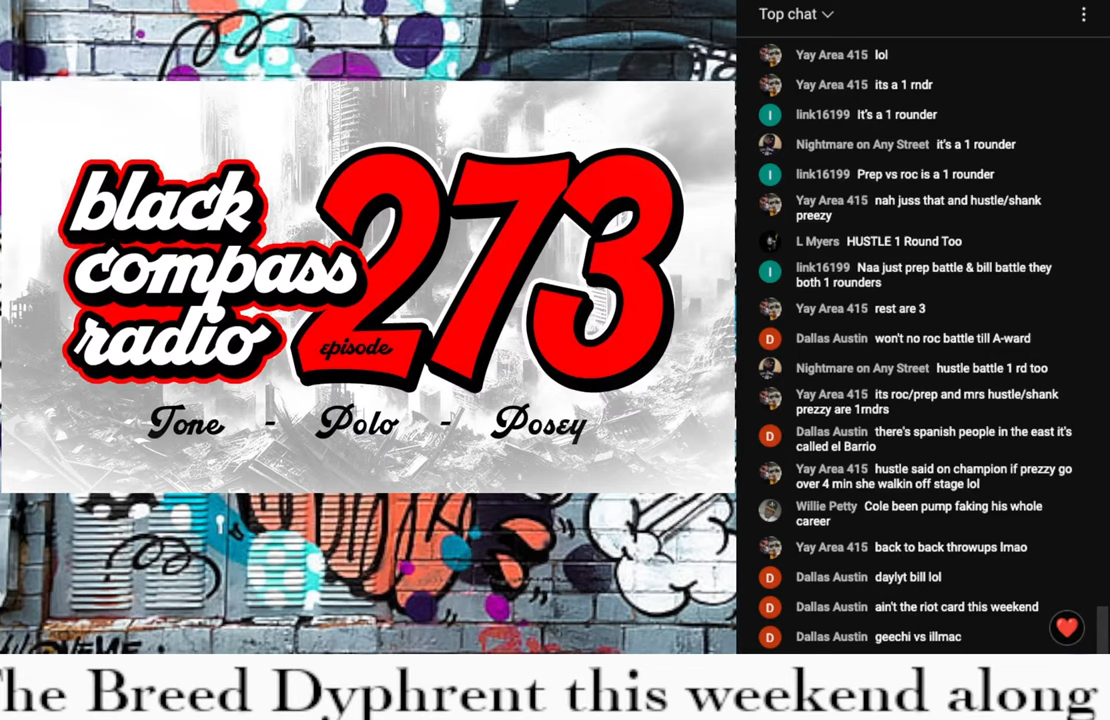 black
compass
radio
273
episode
Tone - Polo - Posey
Top chat
Yay Area 415 lol
Yay Area 415 its a 1 rndr
link16199 It's a 1 rounder
Nightmare on Any Street it's a 1 rounder
link16199 Prep vs roc is a 1 rounder
Yay Area 415 nah juss that and hustle/shank
preezy
L Myers HUSTLE 1 Round Too
link16199 Naa just prep battle & bill battle they
both 1 rounders
Yay Area 415 rest are 3
Dallas Austin won't no roc battle till A-ward
Nightmare on Any Street hustle battle 1 rd too
Yay Area 415 its roc/prep and mrs hustle/shank
prezzy are 1rndrs
Dallas Austin there's spanish people in the east it's
called el Barrio
Yay Area 415 hustle said on champion if prezzy go
over 4 min she walkin off stage lol
Willie Petty Cole been pump faking his whole
career
Yay Area 415 back to back throwups lmao
Dallas Austin daylyt bill lol
Dallas Austin ain't the riot card this weekend
Dallas Austin geechi vs illmac
The Breed Dyphrent this weekend along